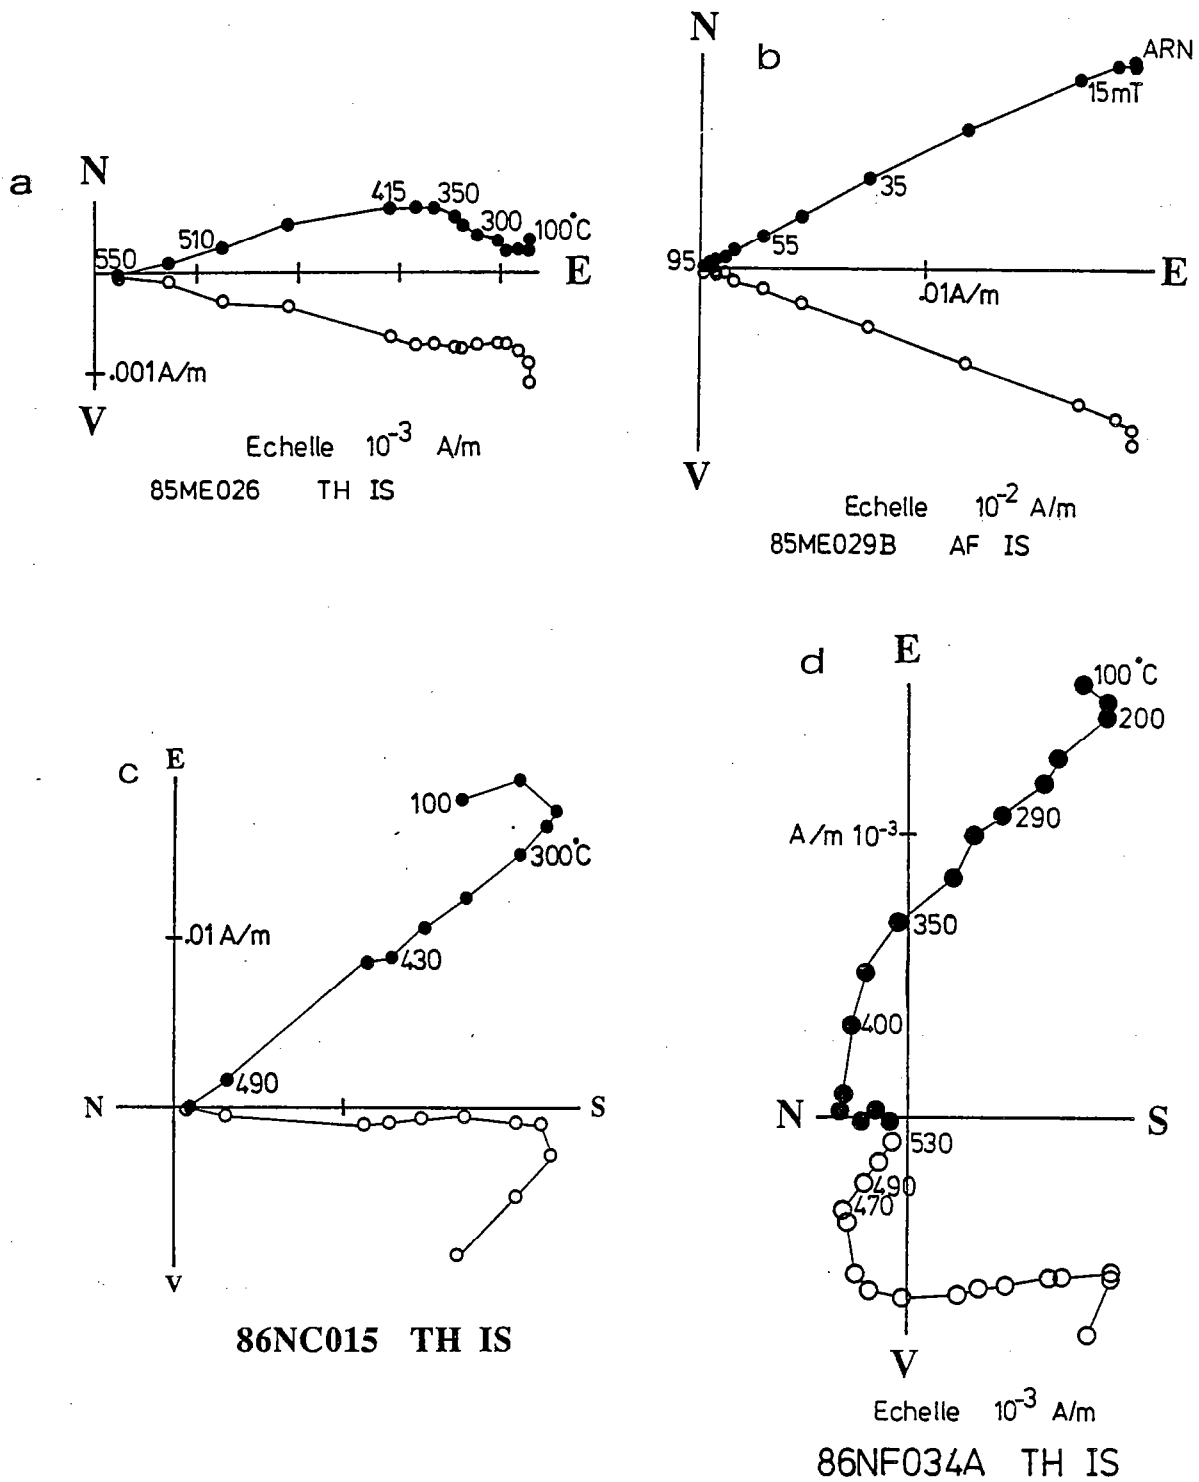 a
N
415
350
300
100°C
510
550
E
.001A/m
V
Echelle 10-3 A/m
85ME026 TH IS
b
N
ARN
15mT
35
55
95
E
.01A/m
V
Echelle 10-2 A/m
85ME029B AF IS
c
E
100
300°C
.01A/m
430
490
N
S
V
86NC015 TH IS
d
E
100°C
200
A/m 10-3
290
350
400
N
S
530
490
470
V
Echelle 10-3 A/m
86NF034A TH IS